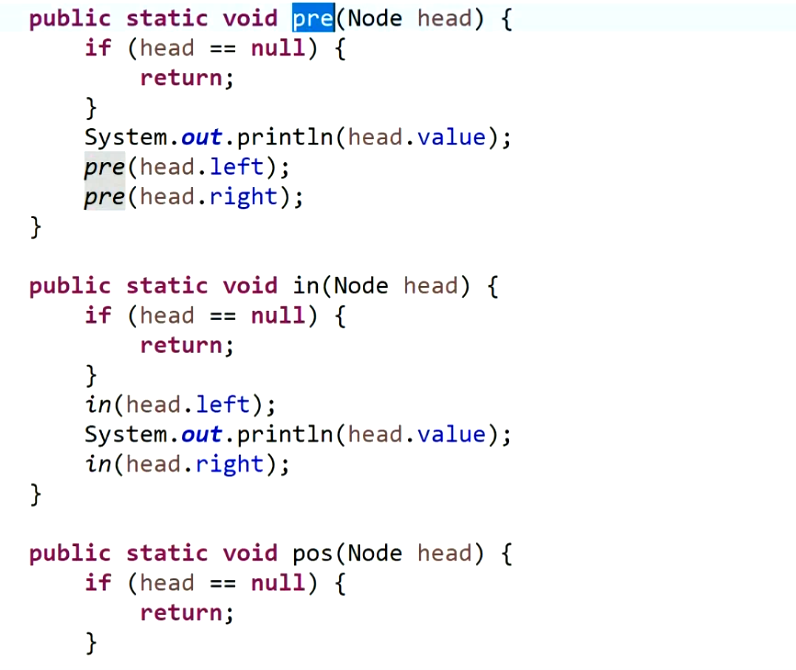 public static void pre(Node head) {
    if (head == null) {
        return;
    }
    System.out.println(head.value);
    pre(head.left);
    pre(head.right);
}
public static void in(Node head) {
    if (head == null) {
        return;
    }
    in(head.left);
    System.out.println(head.value);
    in(head.right);
}
public static void pos(Node head) {
    if (head == null) {
        return;
    }